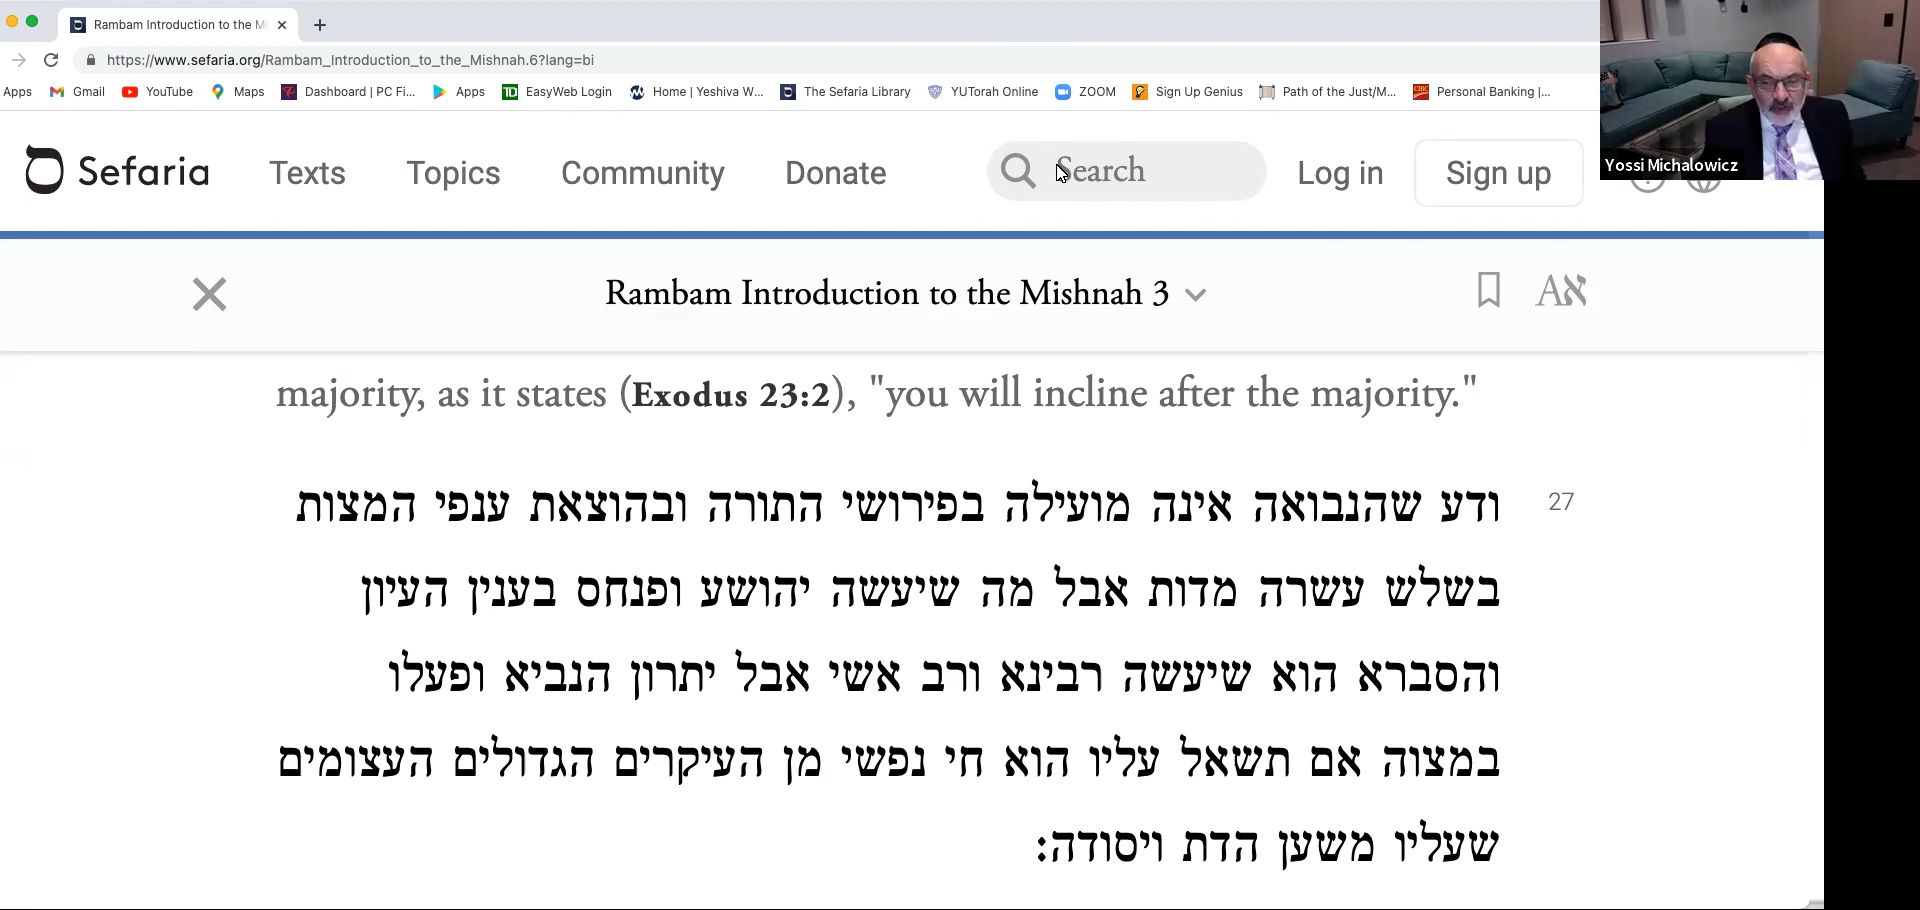 Rambam Introduction to the M
https://www.sefaria.org/Rambam_Introduction_to_the_Mishnah.6?lang=bi
Apps Gmail YouTube Maps Dashboard | PC Fi... Apps EasyWeb Login Home | Yeshiva W... The Sefaria Library YUTorah Online ZOOM Sign Up Genius Path of the Just/M... CIBC Personal Banking |...
Yossi Michalowicz
Sefaria Texts Topics Community Donate Search Log in Sign up
Rambam Introduction to the Mishnah 3
majority, as it states (Exodus 23:2), "you will incline after the majority."
27
ודע שהנבואה אינה מועילה בפירושי התורה ובהוצאת ענפי המצות
בשלש עשרה מדות אבל מה שיעשה יהושע ופנחס בענין העיון
והסברא הוא שיעשה רבינא ורב אשי אבל יתרון הנביא ופעלו
במצוה אם תשאל עליו הוא חי נפשי מן העיקרים הגדולים העצומים
שעליו משען הדת ויסודה: